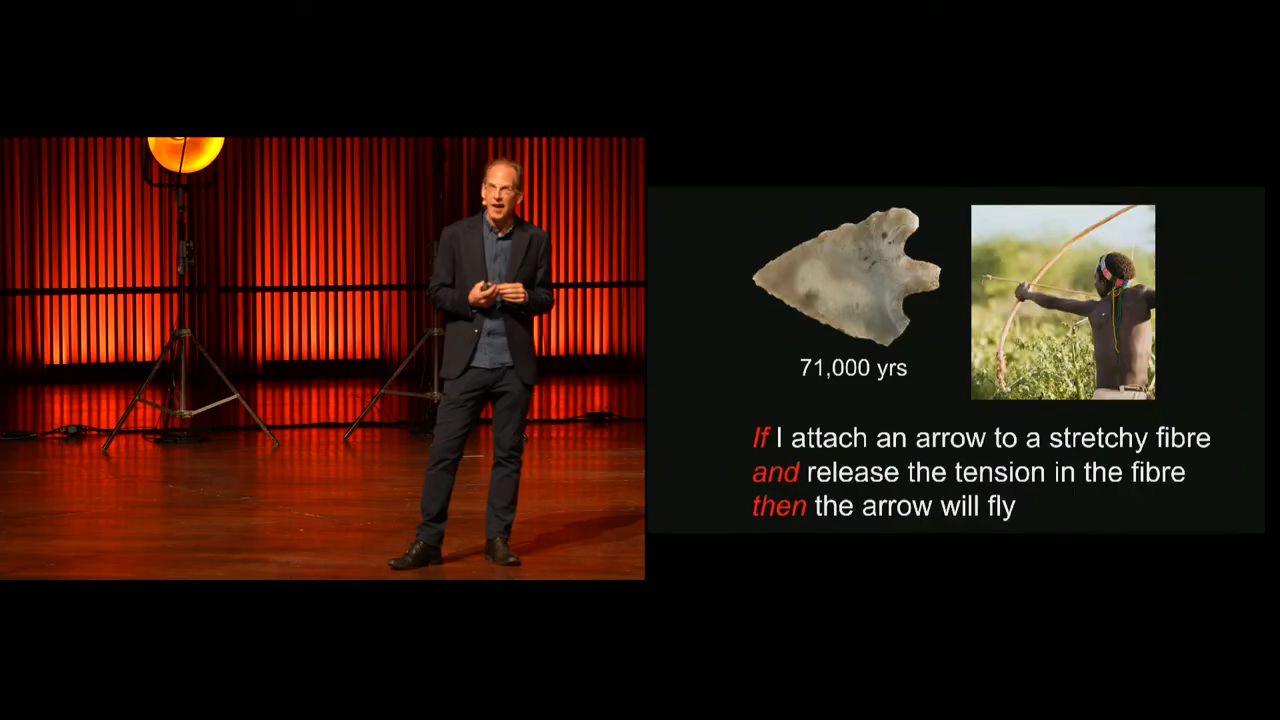 71,000 yrs
If I attach an arrow to a stretchy fibre
and release the tension in the fibre
then the arrow will fly